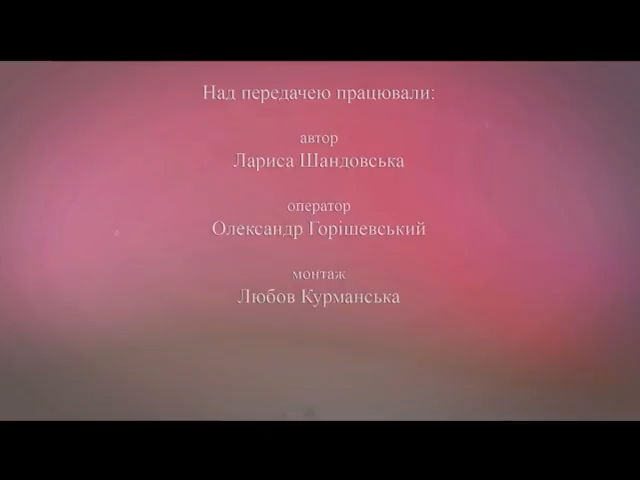 Над передачею працювали:
автор
Лариса Шандовська
оператор
Олександр Горішевський
монтаж
Любов Курманська